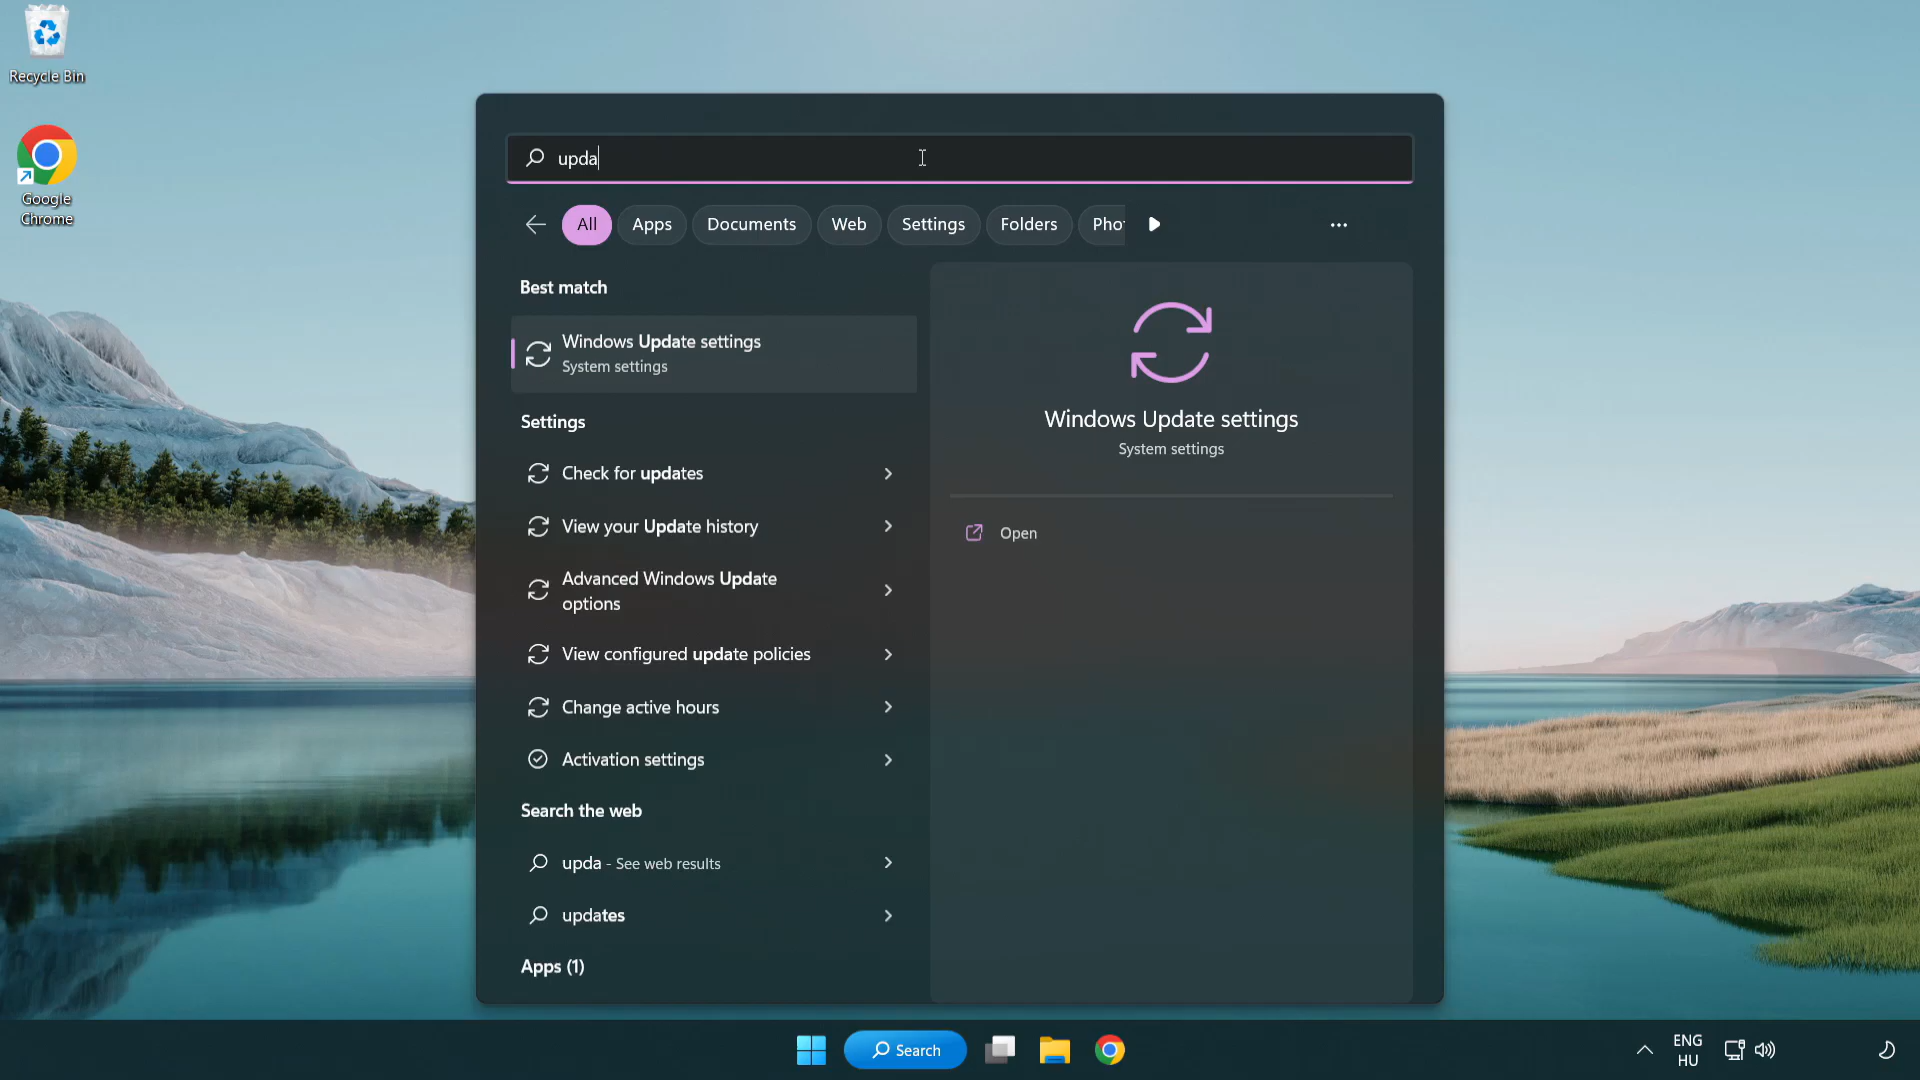 Recycle Bin
Google
Chrome
upda
All Apps Documents Web Settings Folders Phot
Best match
Windows Update settings
System settings
Settings
Check for updates
View your Update history
Advanced Windows Update
options
View configured update policies
Change active hours
Activation settings
Search the web
upda - See web results
updates
Apps (1)
Windows Update settings
System settings
Open
Search
ENG
HU